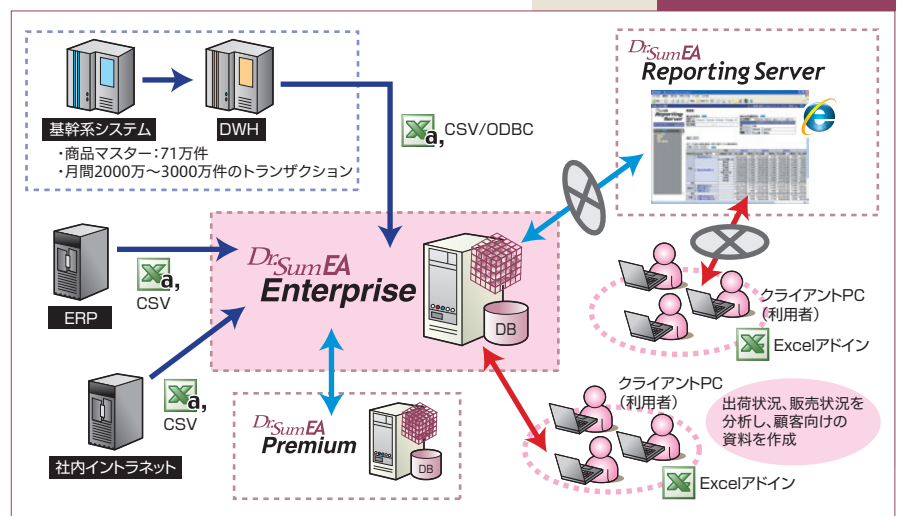 基幹系システム
DWH
・商品マスター：71万件
・月間2000万～3000万件のトランザクション
a,
CSV/ODBC
Dr.SumEA
Reporting Server
Reporting
Server
ERP
a,
CSV
Dr.SumEA
Enterprise
DB
クライアントPC
（利用者）
Excelアドイン
社内イントラネット
a,
CSV
Dr.SumEA
Premium
DB
クライアントPC
（利用者）
Excelアドイン
出荷状況、販売状況を
分析し、顧客向けの
資料を作成